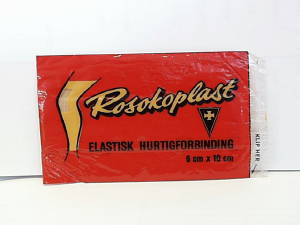 Rosokoplast
ELASTISK HURTIGFORBINDING
6 cm x 10 cm
KLIP HER